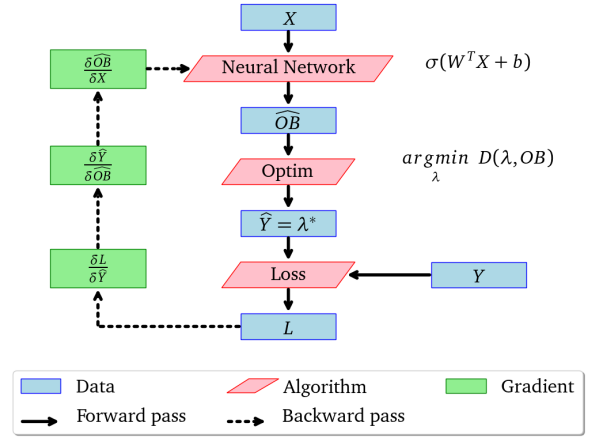 X
δOB̂/δX
Neural Network
σ(WᵀX + b)
OB̂
δŶ/δOB̂
Optim
argmin D(λ, OB)
λ
Ŷ = λ*
δL/δŶ
Loss
Y
L
Data
Algorithm
Gradient
Forward pass
Backward pass